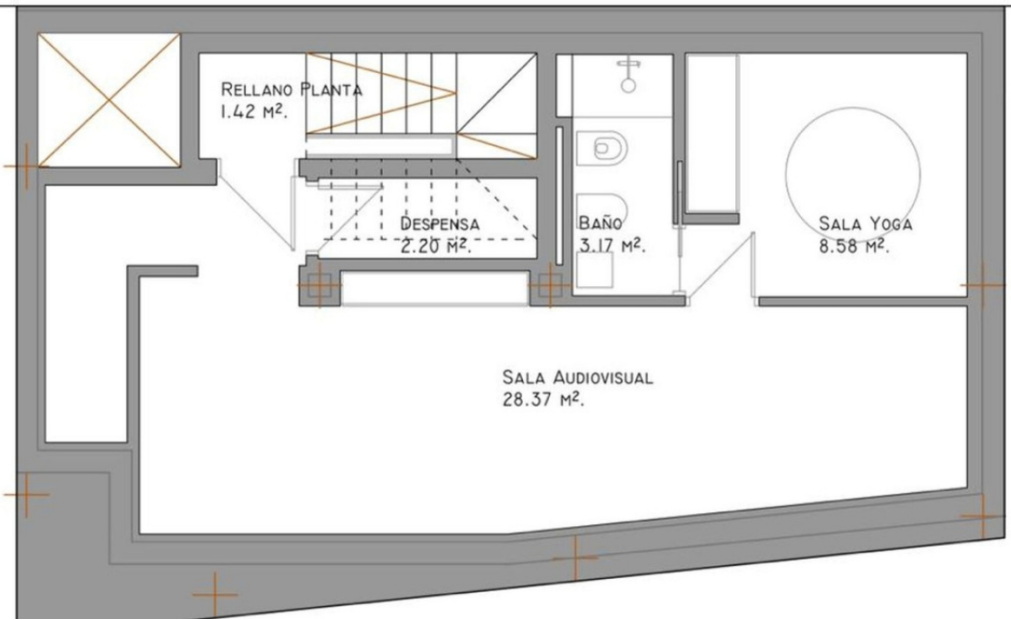 RELLANO PLANTA
1.42 M².
DESPENSA
2.20 M².
BAÑO
3.17 M².
SALA YOGA
8.58 M².
SALA AUDIOVISUAL
28.37 M².